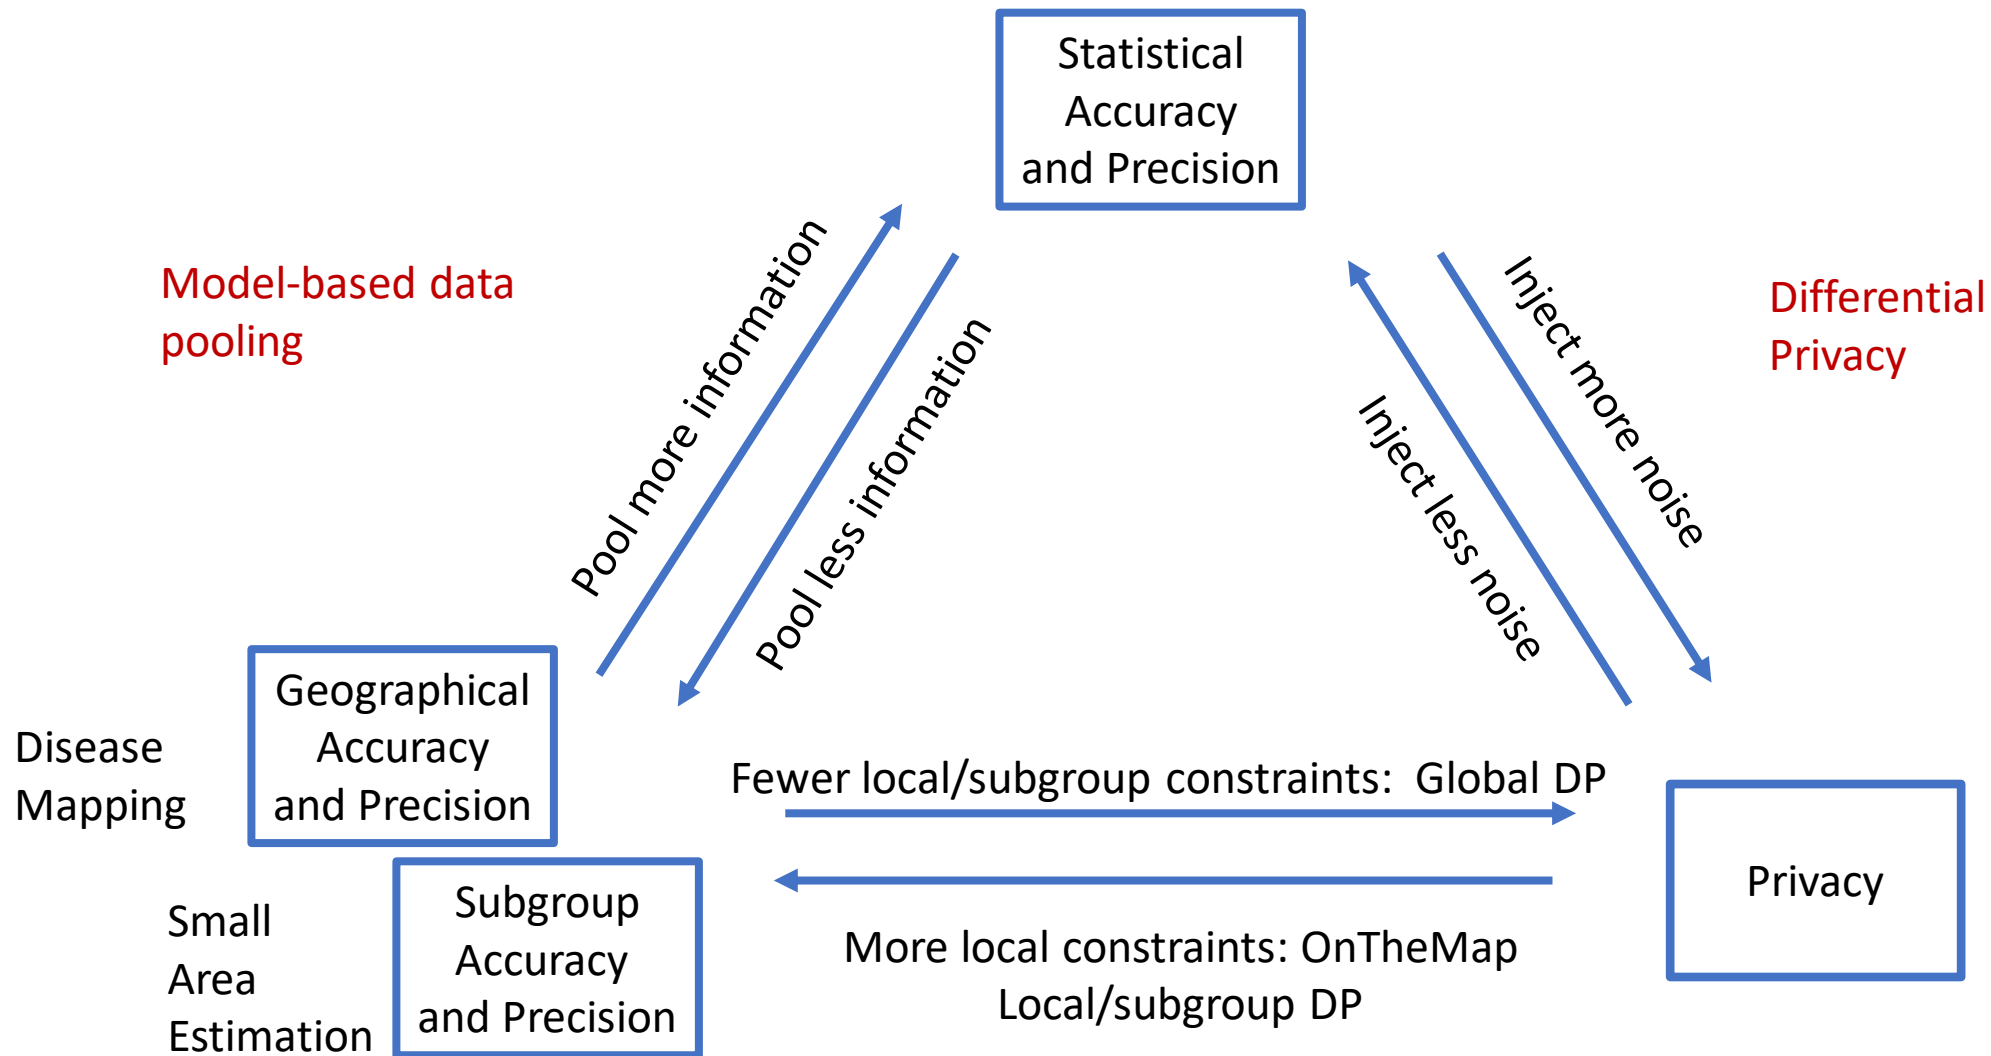 Statistical
Accuracy
and Precision
Model-based data
pooling
Pool more information
Pool less information
Inject more noise
Inject less noise
Differential
Privacy
Disease
Mapping
Geographical
Accuracy
and Precision
Fewer local/subgroup constraints:  Global DP
Small
Area
Estimation
Subgroup
Accuracy
and Precision
More local constraints: OnTheMap
Local/subgroup DP
Privacy